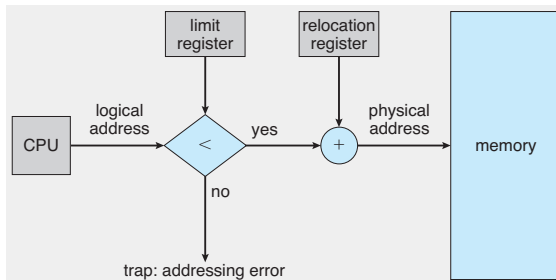 limit
register
relocation
register
logical
address
physical
address
CPU
<
yes
+
memory
no
trap: addressing error